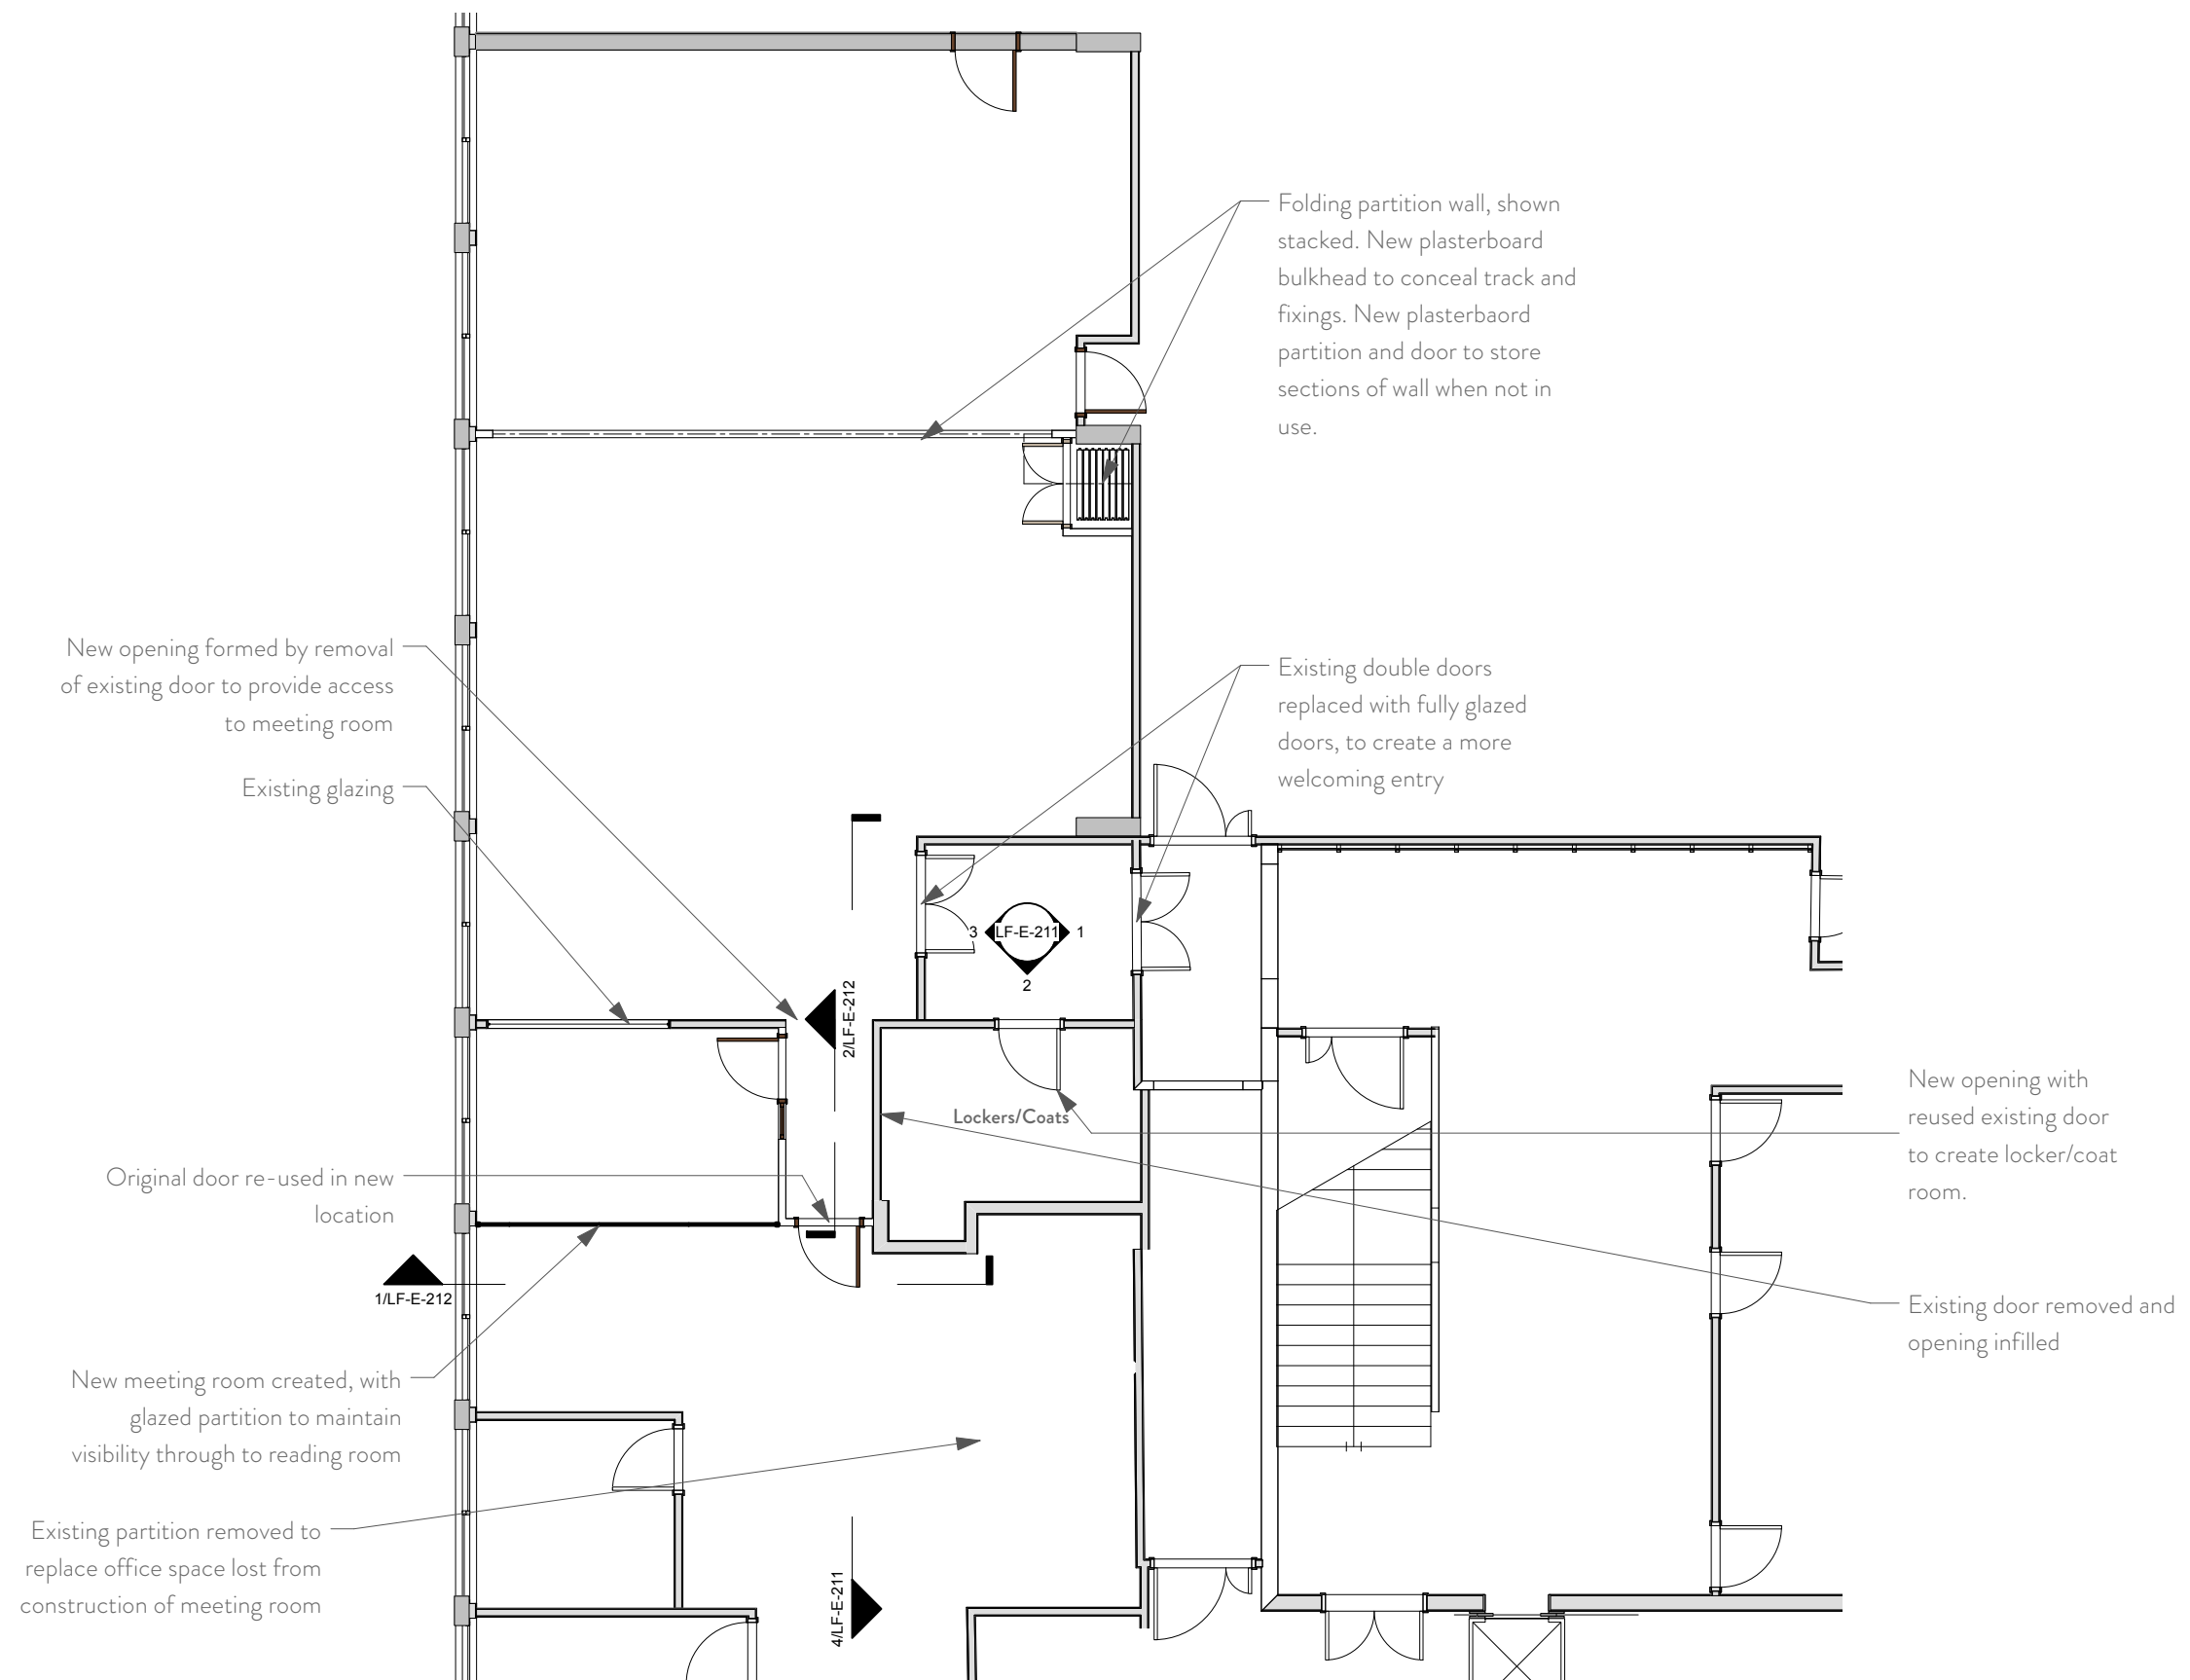 Folding partition wall, shown
stacked. New plasterboard
bulkhead to conceal track and
fixings. New plasterbaord
partition and door to store
sections of wall when not in
use.
New opening formed by removal
of existing door to provide access
to meeting room
Existing glazing
Existing double doors
replaced with fully glazed
doors, to create a more
welcoming entry
3
LF-E-211
1
2
2/LF-E-212
Lockers/Coats
New opening with
reused existing door
to create locker/coat
room.
Original door re-used in new
location
1/LF-E-212
Existing door removed and
opening infilled
New meeting room created, with
glazed partition to maintain
visibility through to reading room
Existing partition removed to
replace office space lost from
construction of meeting room
4/LF-E-211